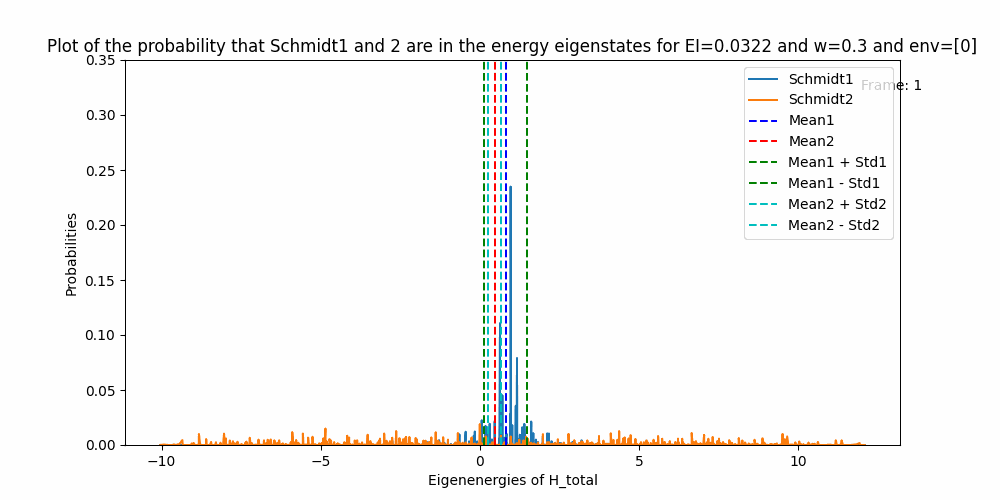 Plot of the probability that Schmidt1 and 2 are in the energy eigenstates for EI=0.0322 and w=0.3 and env=[0]
Frame: 1
Schmidt1
Schmidt2
Mean1
Mean2
Mean1 + Std1
Mean1 - Std1
Mean2 + Std2
Mean2 - Std2
Probabilities
0.35
0.30
0.25
0.20
0.15
0.10
0.05
0.00
−10
−5
0
5
10
Eigenenergies of H_total